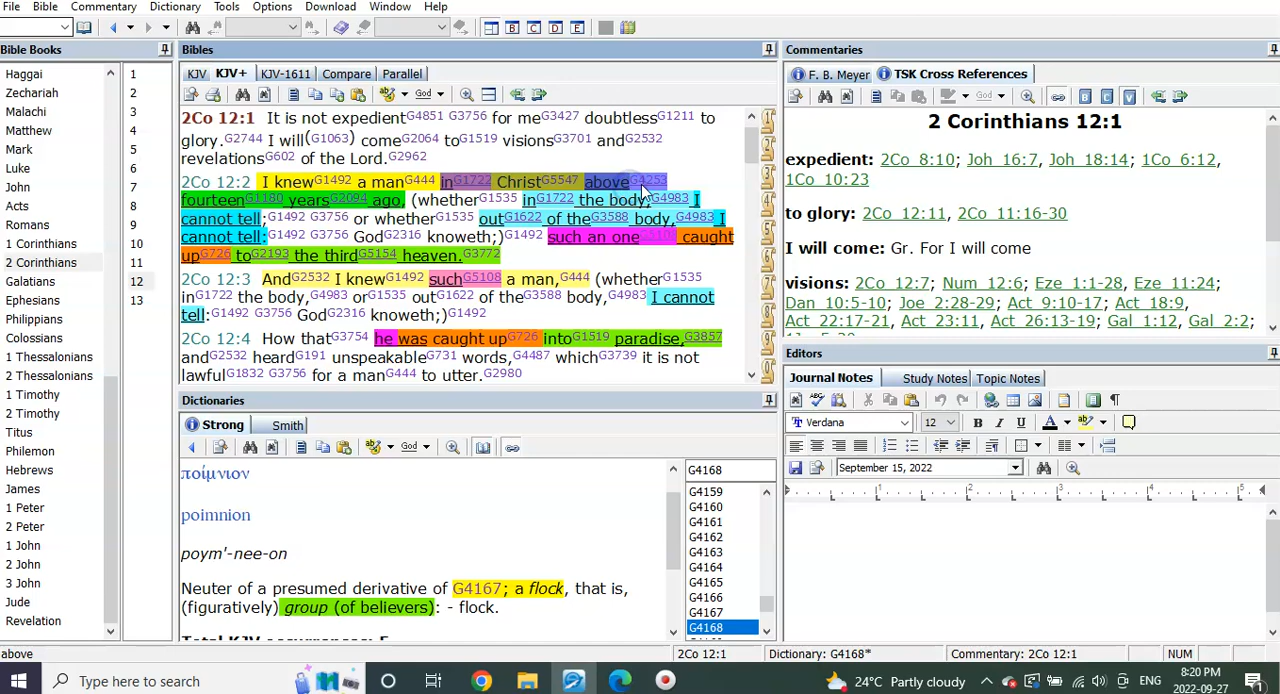 File Bible Commentary Dictionary Tools Options Download Window Help
B C D E
Bible Books
Haggai
Zechariah
Malachi
Matthew
Mark
Luke
John
Acts
Romans
1 Corinthians
2 Corinthians
Galatians
Ephesians
Philippians
Colossians
1 Thessalonians
2 Thessalonians
1 Timothy
2 Timothy
Titus
Philemon
Hebrews
James
1 Peter
2 Peter
1 John
2 John
3 John
Jude
Revelation
1
2
3
4
5
6
7
8
9
10
11
12
13
Bibles
KJV KJV+ KJV-1611 Compare Parallel
God
2Co 12:1 It is not expedientG4851 G3756 for meG3427 doubtlessG1211 to
glory.G2744 I will(G1063) comeG2064 toG1519 visionsG3701 andG2532
revelationsG602 of the Lord.G2962
2Co 12:2 I knewG1492 a manG444 inG1722 ChristG5547 aboveG4253
fourteenG1180 yearsG2094 ago, (whetherG1535 inG1722 the body,G4983 I
cannot tell;G1492 G3756 or whetherG1535 outG1622 of theG3588 body,G4983 I
cannot tell:G1492 G3756 GodG2316 knoweth;)G1492 such an oneG5108 caught
upG726 toG2193 the thirdG5154 heaven.G3772
2Co 12:3 AndG2532 I knewG1492 suchG5108 a man,G444 (whetherG1535
inG1722 the body,G4983 orG1535 outG1622 of theG3588 body,G4983 I cannot
tell:G1492 G3756 GodG2316 knoweth;)G1492
2Co 12:4 How thatG3754 he was caught upG726 intoG1519 paradise,G3857
andG2532 heardG191 unspeakableG731 words,G4487 whichG3739 it is not
lawfulG1832 G3756 for a manG444 to utter.G2980
Dictionaries
Strong Smith
God
ποίμνιον
poimnion
poym'-nee-on
Neuter of a presumed derivative of G4167; a flock, that is,
(figuratively) group (of believers): - flock.
G4168
G4159
G4160
G4161
G4162
G4163
G4164
G4165
G4166
G4167
G4168
Commentaries
F. B. Meyer TSK Cross References
God B C V
2 Corinthians 12:1
expedient: 2Co 8:10; Joh 16:7, Joh 18:14; 1Co 6:12,
1Co 10:23
to glory: 2Co 12:11, 2Co 11:16-30
I will come: Gr. For I will come
visions: 2Co 12:7; Num 12:6; Eze 1:1-28, Eze 11:24;
Dan 10:5-10; Joe 2:28-29; Act 9:10-17, Act 18:9,
Act 22:17-21, Act 23:11, Act 26:13-19; Gal 1:12, Gal 2:2;
Editors
Journal Notes Study Notes Topic Notes
Verdana 12 B I U A
September 15, 2022
1 2 3 4 5
above 2Co 12:1 Dictionary: G4168* Commentary: 2Co 12:1 NUM
Type here to search 24°C Partly cloudy ENG 8:20 PM
2022-09-27